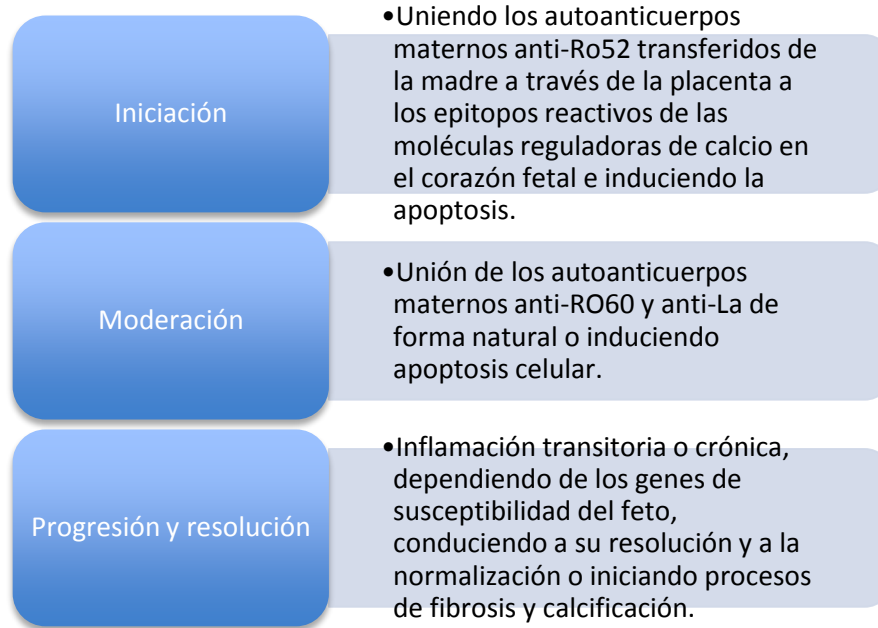 Iniciación
•Uniendo los autoanticuerpos
maternos anti-Ro52 transferidos de
la madre a través de la placenta a
los epitopos reactivos de las
moléculas reguladoras de calcio en
el corazón fetal e induciendo la
apoptosis.
Moderación
•Unión de los autoanticuerpos
maternos anti-RO60 y anti-La de
forma natural o induciendo
apoptosis celular.
Progresión y resolución
•Inflamación transitoria o crónica,
dependiendo de los genes de
susceptibilidad del feto,
conduciendo a su resolución y a la
normalización o iniciando procesos
de fibrosis y calcificación.